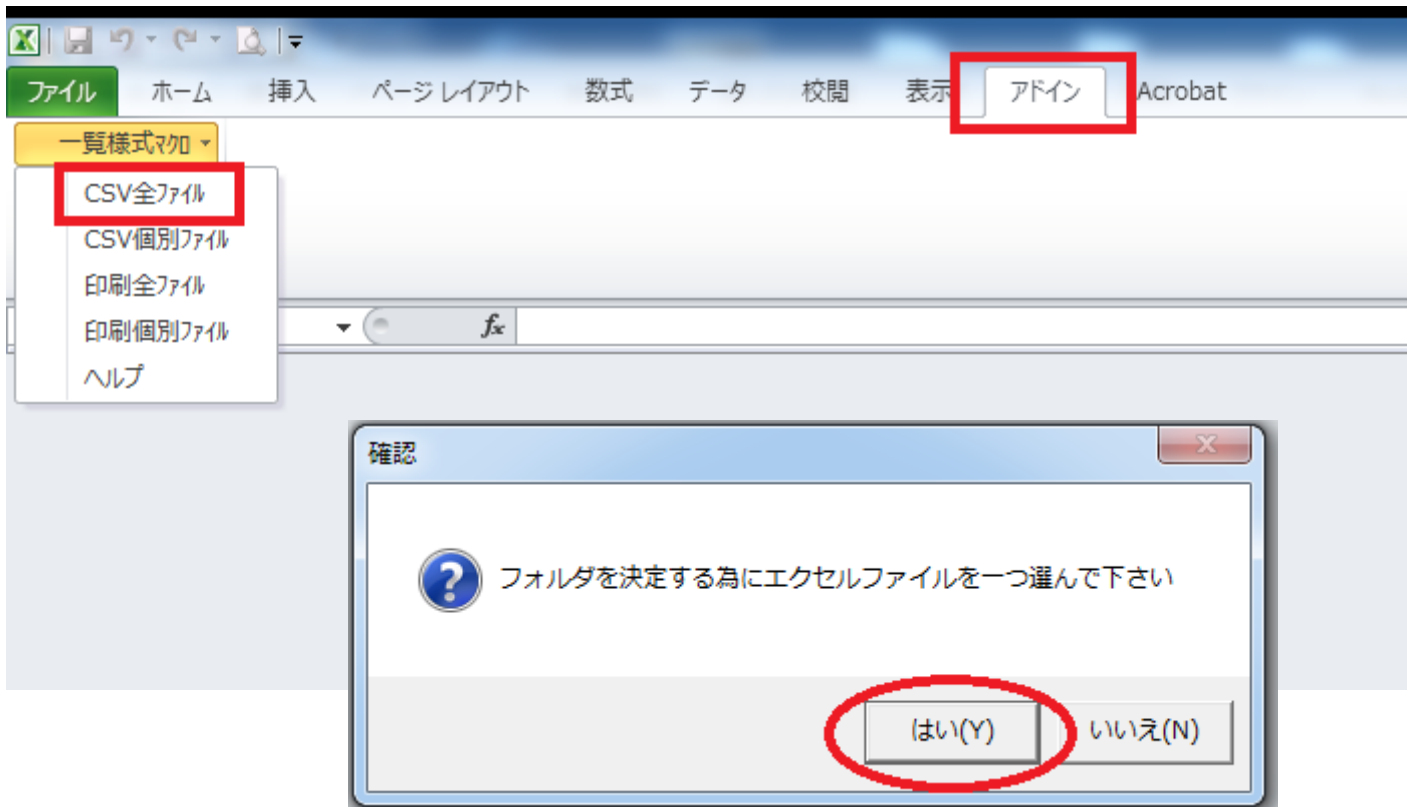 ファイル ホーム 挿入 ページ レイアウト 数式 データ 校閲 表示 アドイン Acrobat
一覧様式ﾏｸﾛ
CSV全ﾌｧｲﾙ
CSV個別ﾌｧｲﾙ
印刷全ﾌｧｲﾙ
印刷個別ﾌｧｲﾙ
ヘルプ
fx
確認
フォルダを決定する為にエクセルファイルを一つ選んで下さい
はい(Y) いいえ(N)